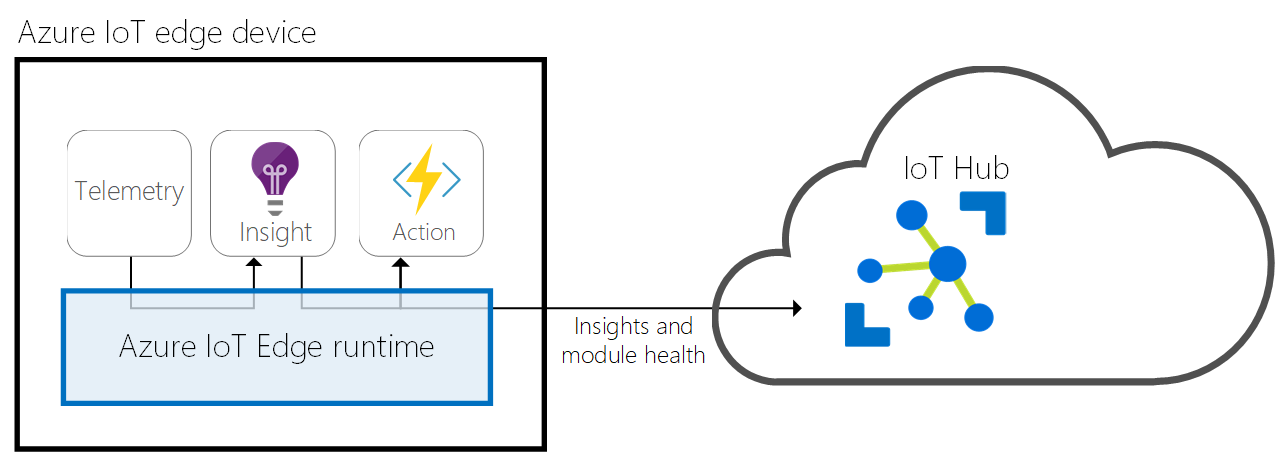 Azure IoT edge device
Telemetry
Insight
Action
Azure IoT Edge runtime
Insights and
module health
IoT Hub